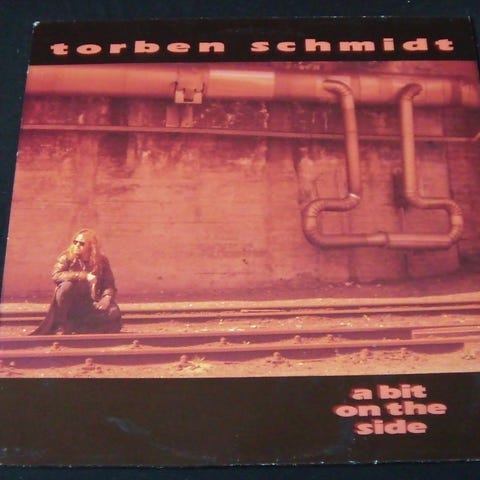 torben schmidt
a bit
on the
side